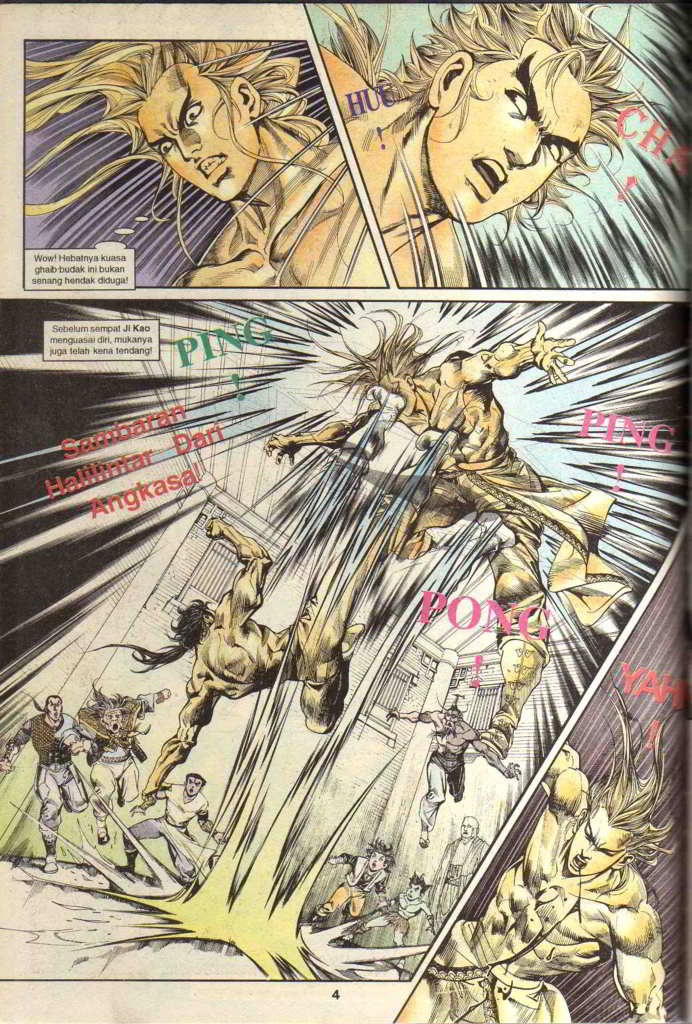 HUU
!
CHA
!
Wow! Hebatnya kuasa
ghaib budak ini bukan
senang hendak diduga!
Sebelum sempat Ji Kao
menguasai diri, mukanya
juga telah kena tendang!
PING
!
Sambaran
Halilintar Dari
Angkasa!
PING
!
PONG
!
YAH
!
4